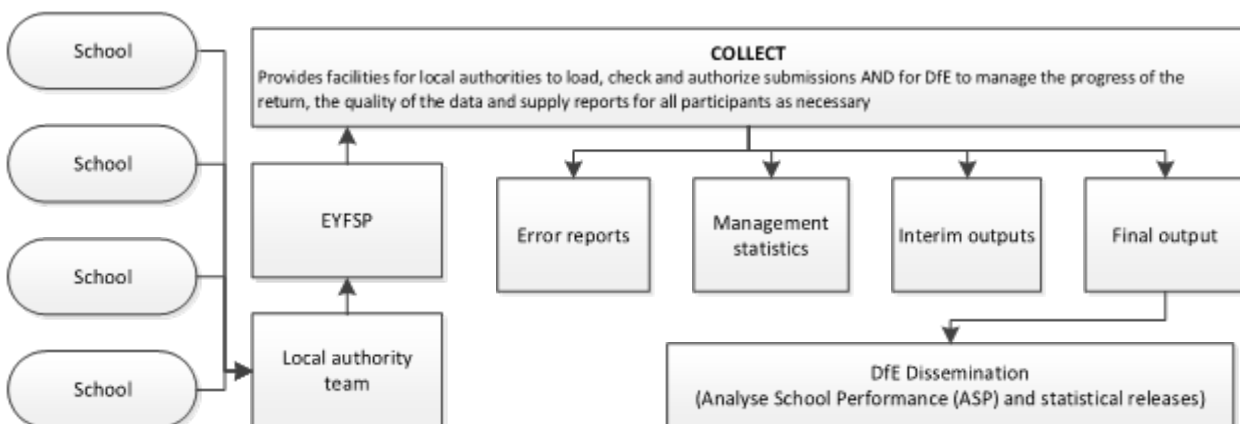 School
School
School
School
COLLECT
Provides facilities for local authorities to load, check and authorize submissions AND for DfE to manage the progress of the
return, the quality of the data and supply reports for all participants as necessary
EYFSP
Local authority
team
Error reports
Management
statistics
Interim outputs
Final output
DfE Dissemination
(Analyse School Performance (ASP) and statistical releases)